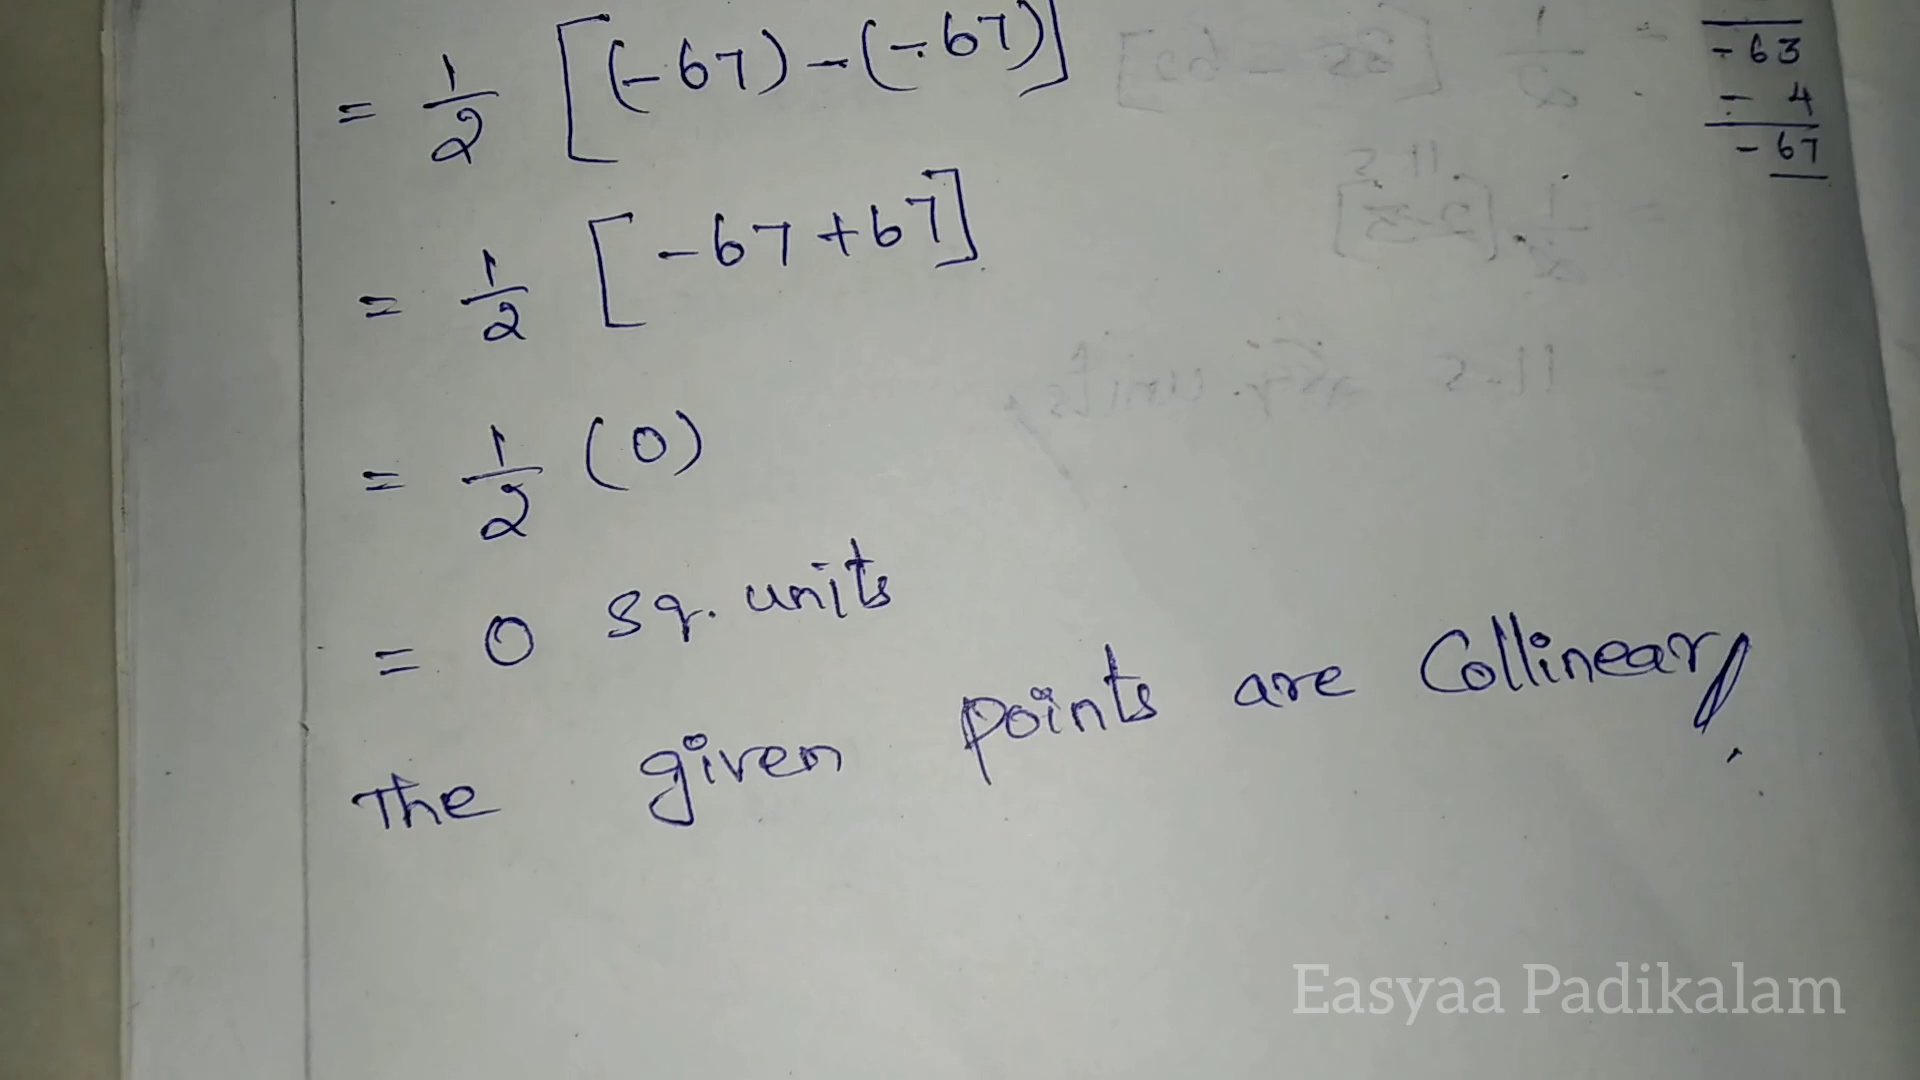 = 1/2 [(-67) - (-67)]
= 1/2 [-67 + 67]
= 1/2 (0)
= 0 sq. units
The given points are Collinear
-63
- 4
-67
Easyaa Padikalam